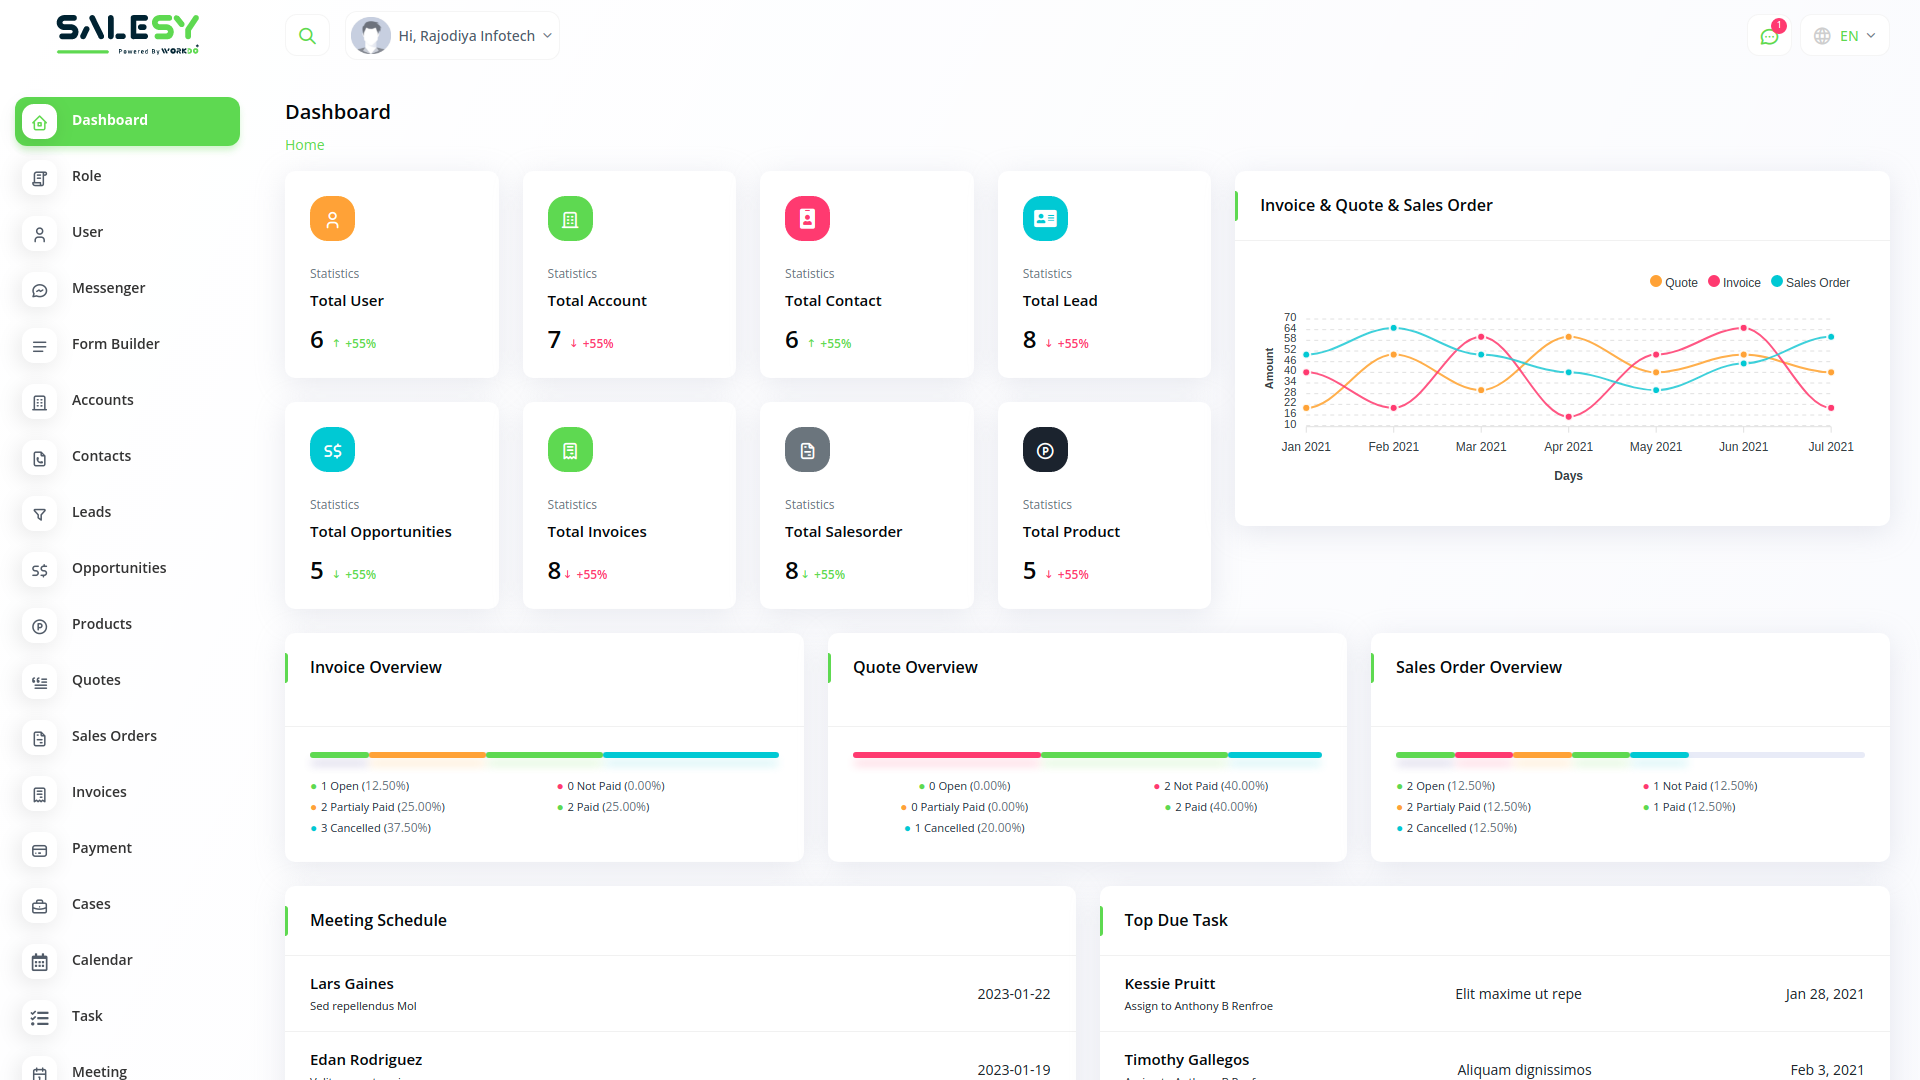 SALESY
Powered By WORKDO
Hi, Rajodiya Infotech
1
EN
Dashboard
Role
User
Messenger
Form Builder
Accounts
Contacts
Leads
Opportunities
Products
Quotes
Sales Orders
Invoices
Payment
Cases
Calendar
Task
Meeting
Dashboard
Home
Statistics
Total User
6 ↑ +55%
Statistics
Total Account
7 ↓ +55%
Statistics
Total Contact
6 ↑ +55%
Statistics
Total Lead
8 ↓ +55%
S$
Statistics
Total Opportunities
5 ↓ +55%
Statistics
Total Invoices
8 ↓ +55%
Statistics
Total Salesorder
8 ↓ +55%
Statistics
Total Product
5 ↓ +55%
Invoice & Quote & Sales Order
Quote Invoice Sales Order
70
64
58
52
46
40
34
28
22
16
10
Amount
Jan 2021 Feb 2021 Mar 2021 Apr 2021 May 2021 Jun 2021 Jul 2021
Days
Invoice Overview
1 Open (12.50%) 0 Not Paid (0.00%)
2 Partialy Paid (25.00%) 2 Paid (25.00%)
3 Cancelled (37.50%)
Quote Overview
0 Open (0.00%) 2 Not Paid (40.00%)
0 Partialy Paid (0.00%) 2 Paid (40.00%)
1 Cancelled (20.00%)
Sales Order Overview
2 Open (12.50%) 1 Not Paid (12.50%)
2 Partialy Paid (12.50%) 1 Paid (12.50%)
2 Cancelled (12.50%)
Meeting Schedule
Lars Gaines
Sed repellendus Mol
2023-01-22
Edan Rodriguez
2023-01-19
Top Due Task
Kessie Pruitt
Assign to Anthony B Renfroe
Elit maxime ut repe
Jan 28, 2021
Timothy Gallegos
Aliquam dignissimos
Feb 3, 2021